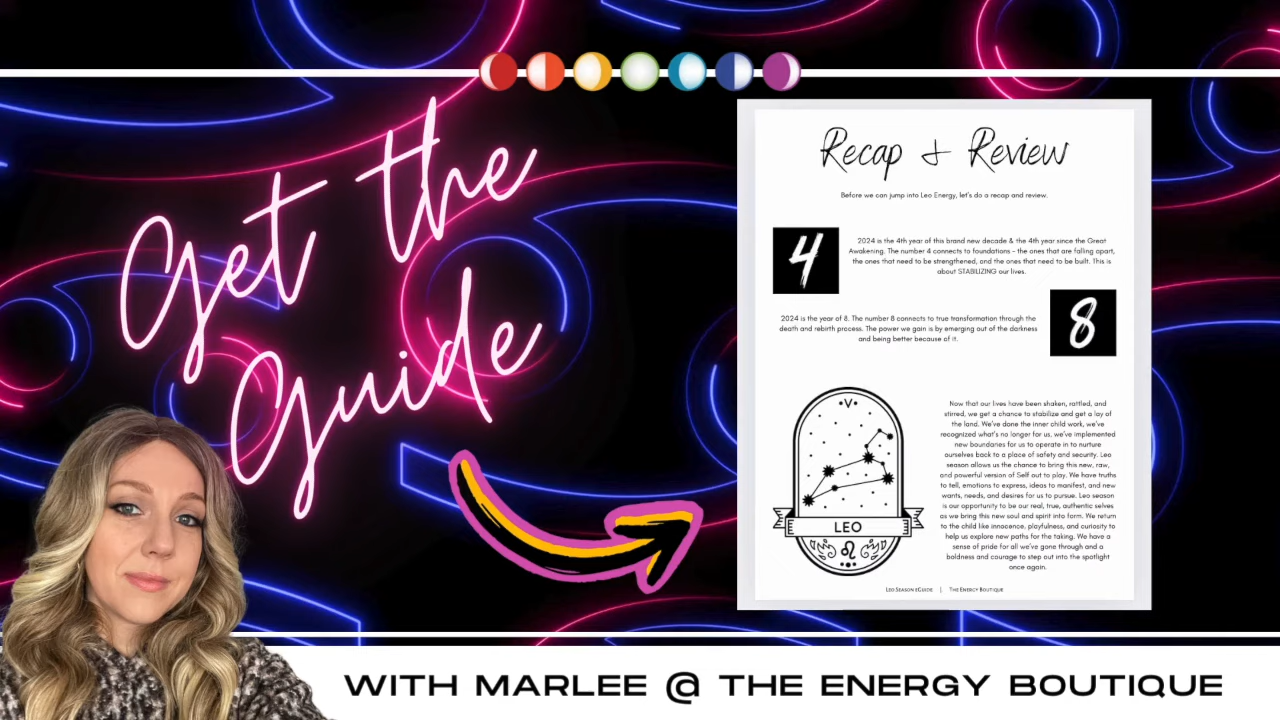 Get the
Guide
Recap & Review
Before we can jump into Leo Energy, let's do a recap and review.
4
2024 is the 4th year of this brand new decade & the 4th year since the Great
Awakening. The number 4 connects to foundations - the ones that are falling apart,
the ones that need to be strengthened, and the ones that need to be built. This is
about STABILIZING our lives.
2024 is the year of 8. The number 8 connects to true transformation through the
death and rebirth process. The power we gain is by emerging out of the darkness
and being better because of it.
8
•V•
LEO
♌
Now that our lives have been shaken, rattled, and
stirred, we get a chance to stabilize and get a lay of
the land. We've done the inner child work, we've
recognized what's no longer for us, we've implemented
new boundaries for us to operate in to nurture
ourselves back to a place of safety and security. Leo
season allows us the chance to bring this new, raw,
and powerful version of Self out to play. We have truths
to tell, emotions to express, ideas to manifest, and new
wants, needs, and desires for us to pursue. Leo season
is our opportunity to be our real, true, authentic selves
as we bring this new soul and spirit into form. We return
to the child like innocence, playfulness, and curiosity to
help us explore new paths for the taking. We have a
sense of pride for all we've gone through and a
boldness and courage to step out into the spotlight
once again.
Leo Season eGuide | The Energy Boutique
WITH MARLEE @ THE ENERGY BOUTIQUE